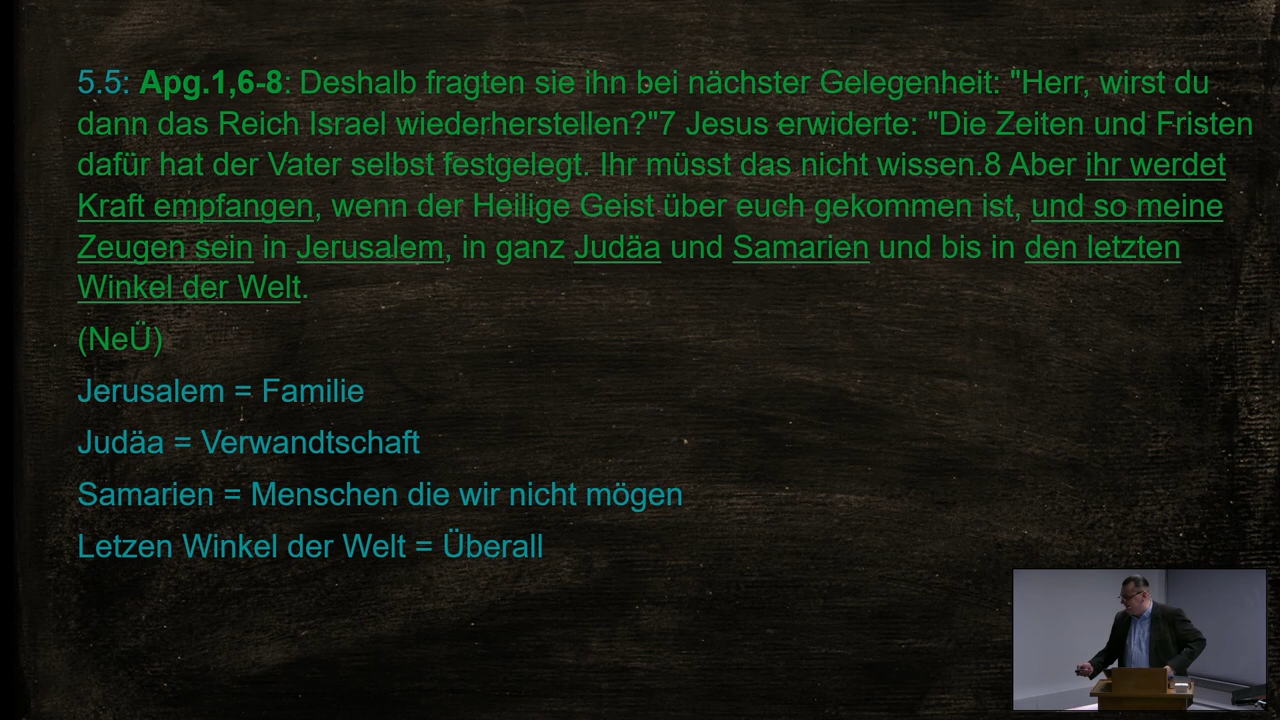 5.5: Apg.1,6-8: Deshalb fragten sie ihn bei nächster Gelegenheit: "Herr, wirst du
dann das Reich Israel wiederherstellen?"7 Jesus erwiderte: "Die Zeiten und Fristen
dafür hat der Vater selbst festgelegt. Ihr müsst das nicht wissen.8 Aber ihr werdet
Kraft empfangen, wenn der Heilige Geist über euch gekommen ist, und so meine
Zeugen sein in Jerusalem, in ganz Judäa und Samarien und bis in den letzten
Winkel der Welt.
(NeÜ)
Jerusalem = Familie
Judäa = Verwandtschaft
Samarien = Menschen die wir nicht mögen
Letzen Winkel der Welt = Überall